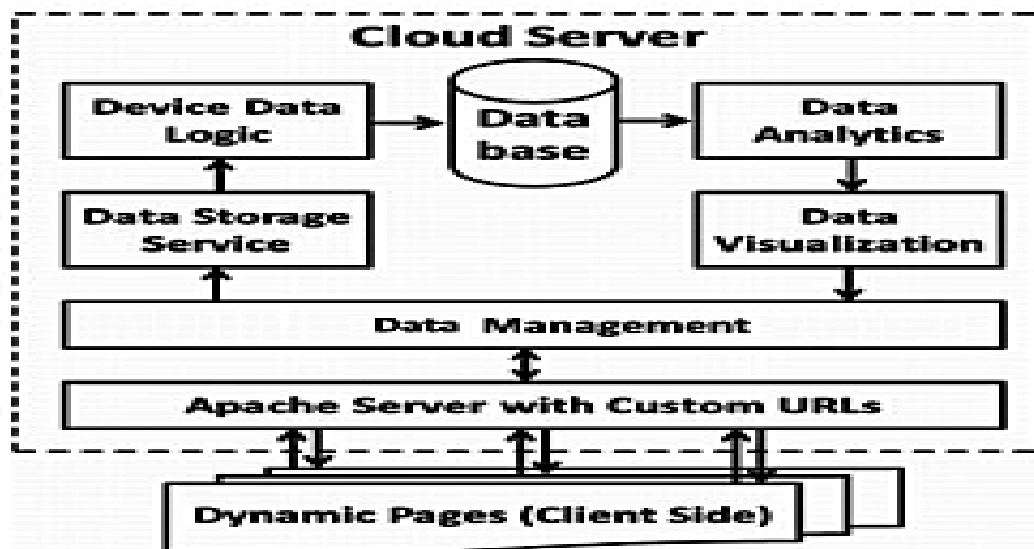 Cloud Server
Device Data
Logic
Data
base
Data
Analytics
Data Storage
Service
Data
Visualization
Data Management
Apache Server with Custom URLs
Dynamic Pages (Client Side)